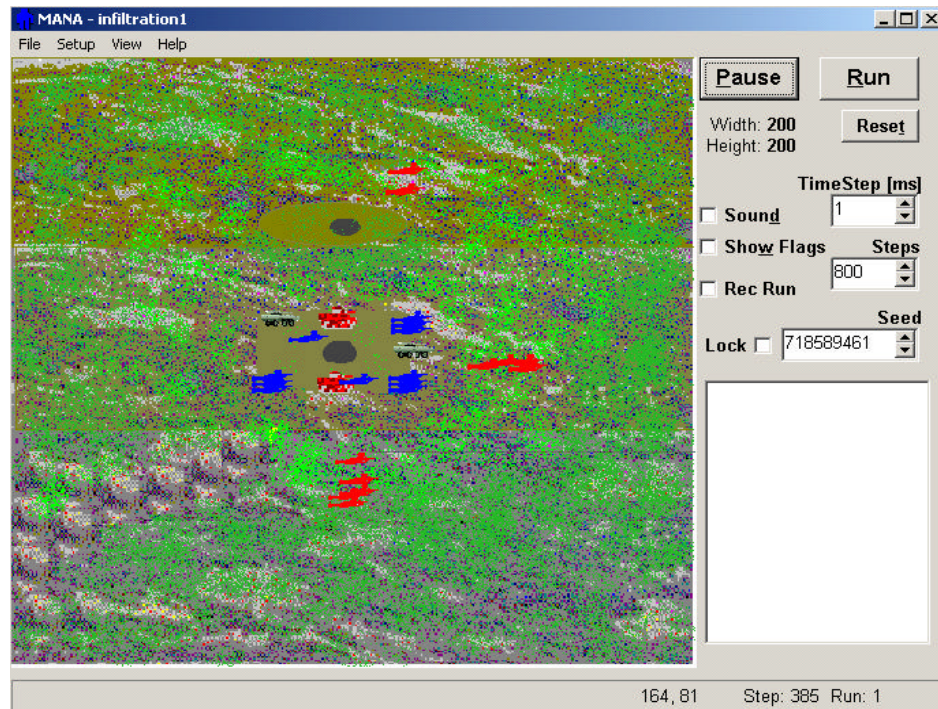 MANA - infiltration1
File Setup View Help
Pause Run
Width: 200
Height: 200
Reset
TimeStep [ms]
1
Sound
Show Flags
Steps
800
Rec Run
Seed
Lock 718589461
164, 81 Step: 385 Run: 1